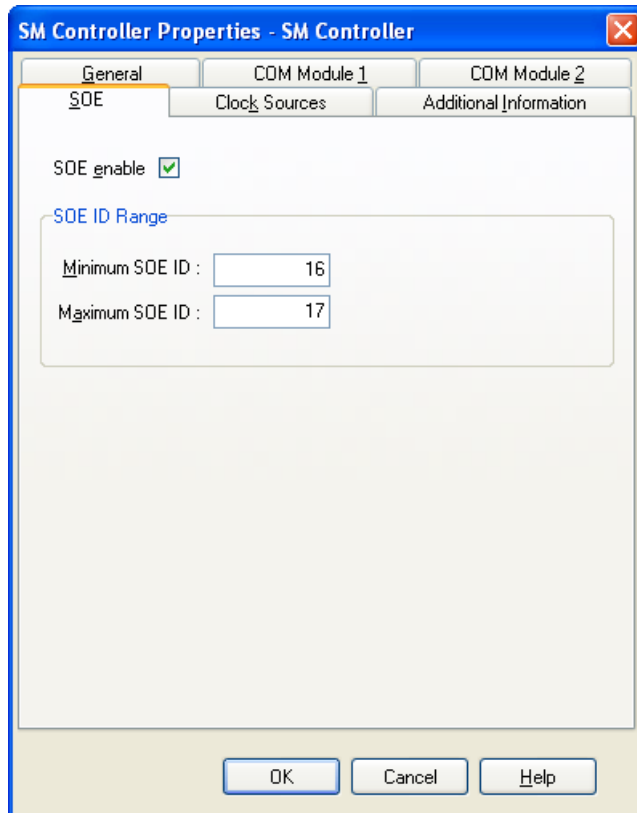 SM Controller Properties - SM Controller
General COM Module 1 COM Module 2
SOE Clock Sources Additional Information
SOE enable
SOE ID Range
Minimum SOE ID : 16
Maximum SOE ID : 17
OK Cancel Help